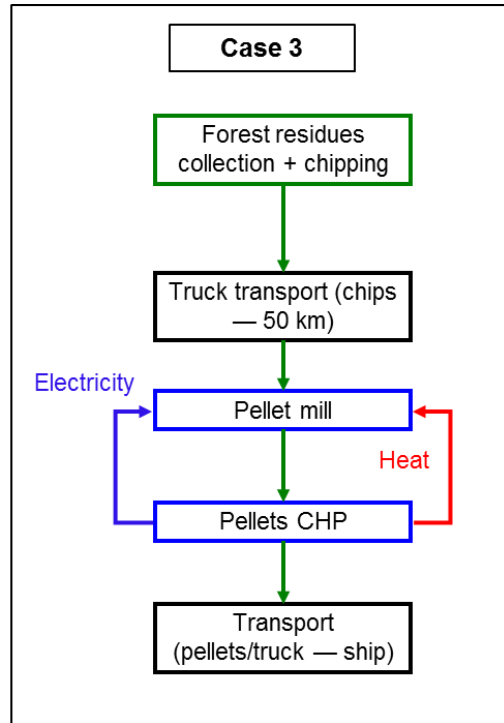 Case 3
Forest residues
collection + chipping
Truck transport (chips
— 50 km)
Electricity
Pellet mill
Heat
Pellets CHP
Transport
(pellets/truck — ship)